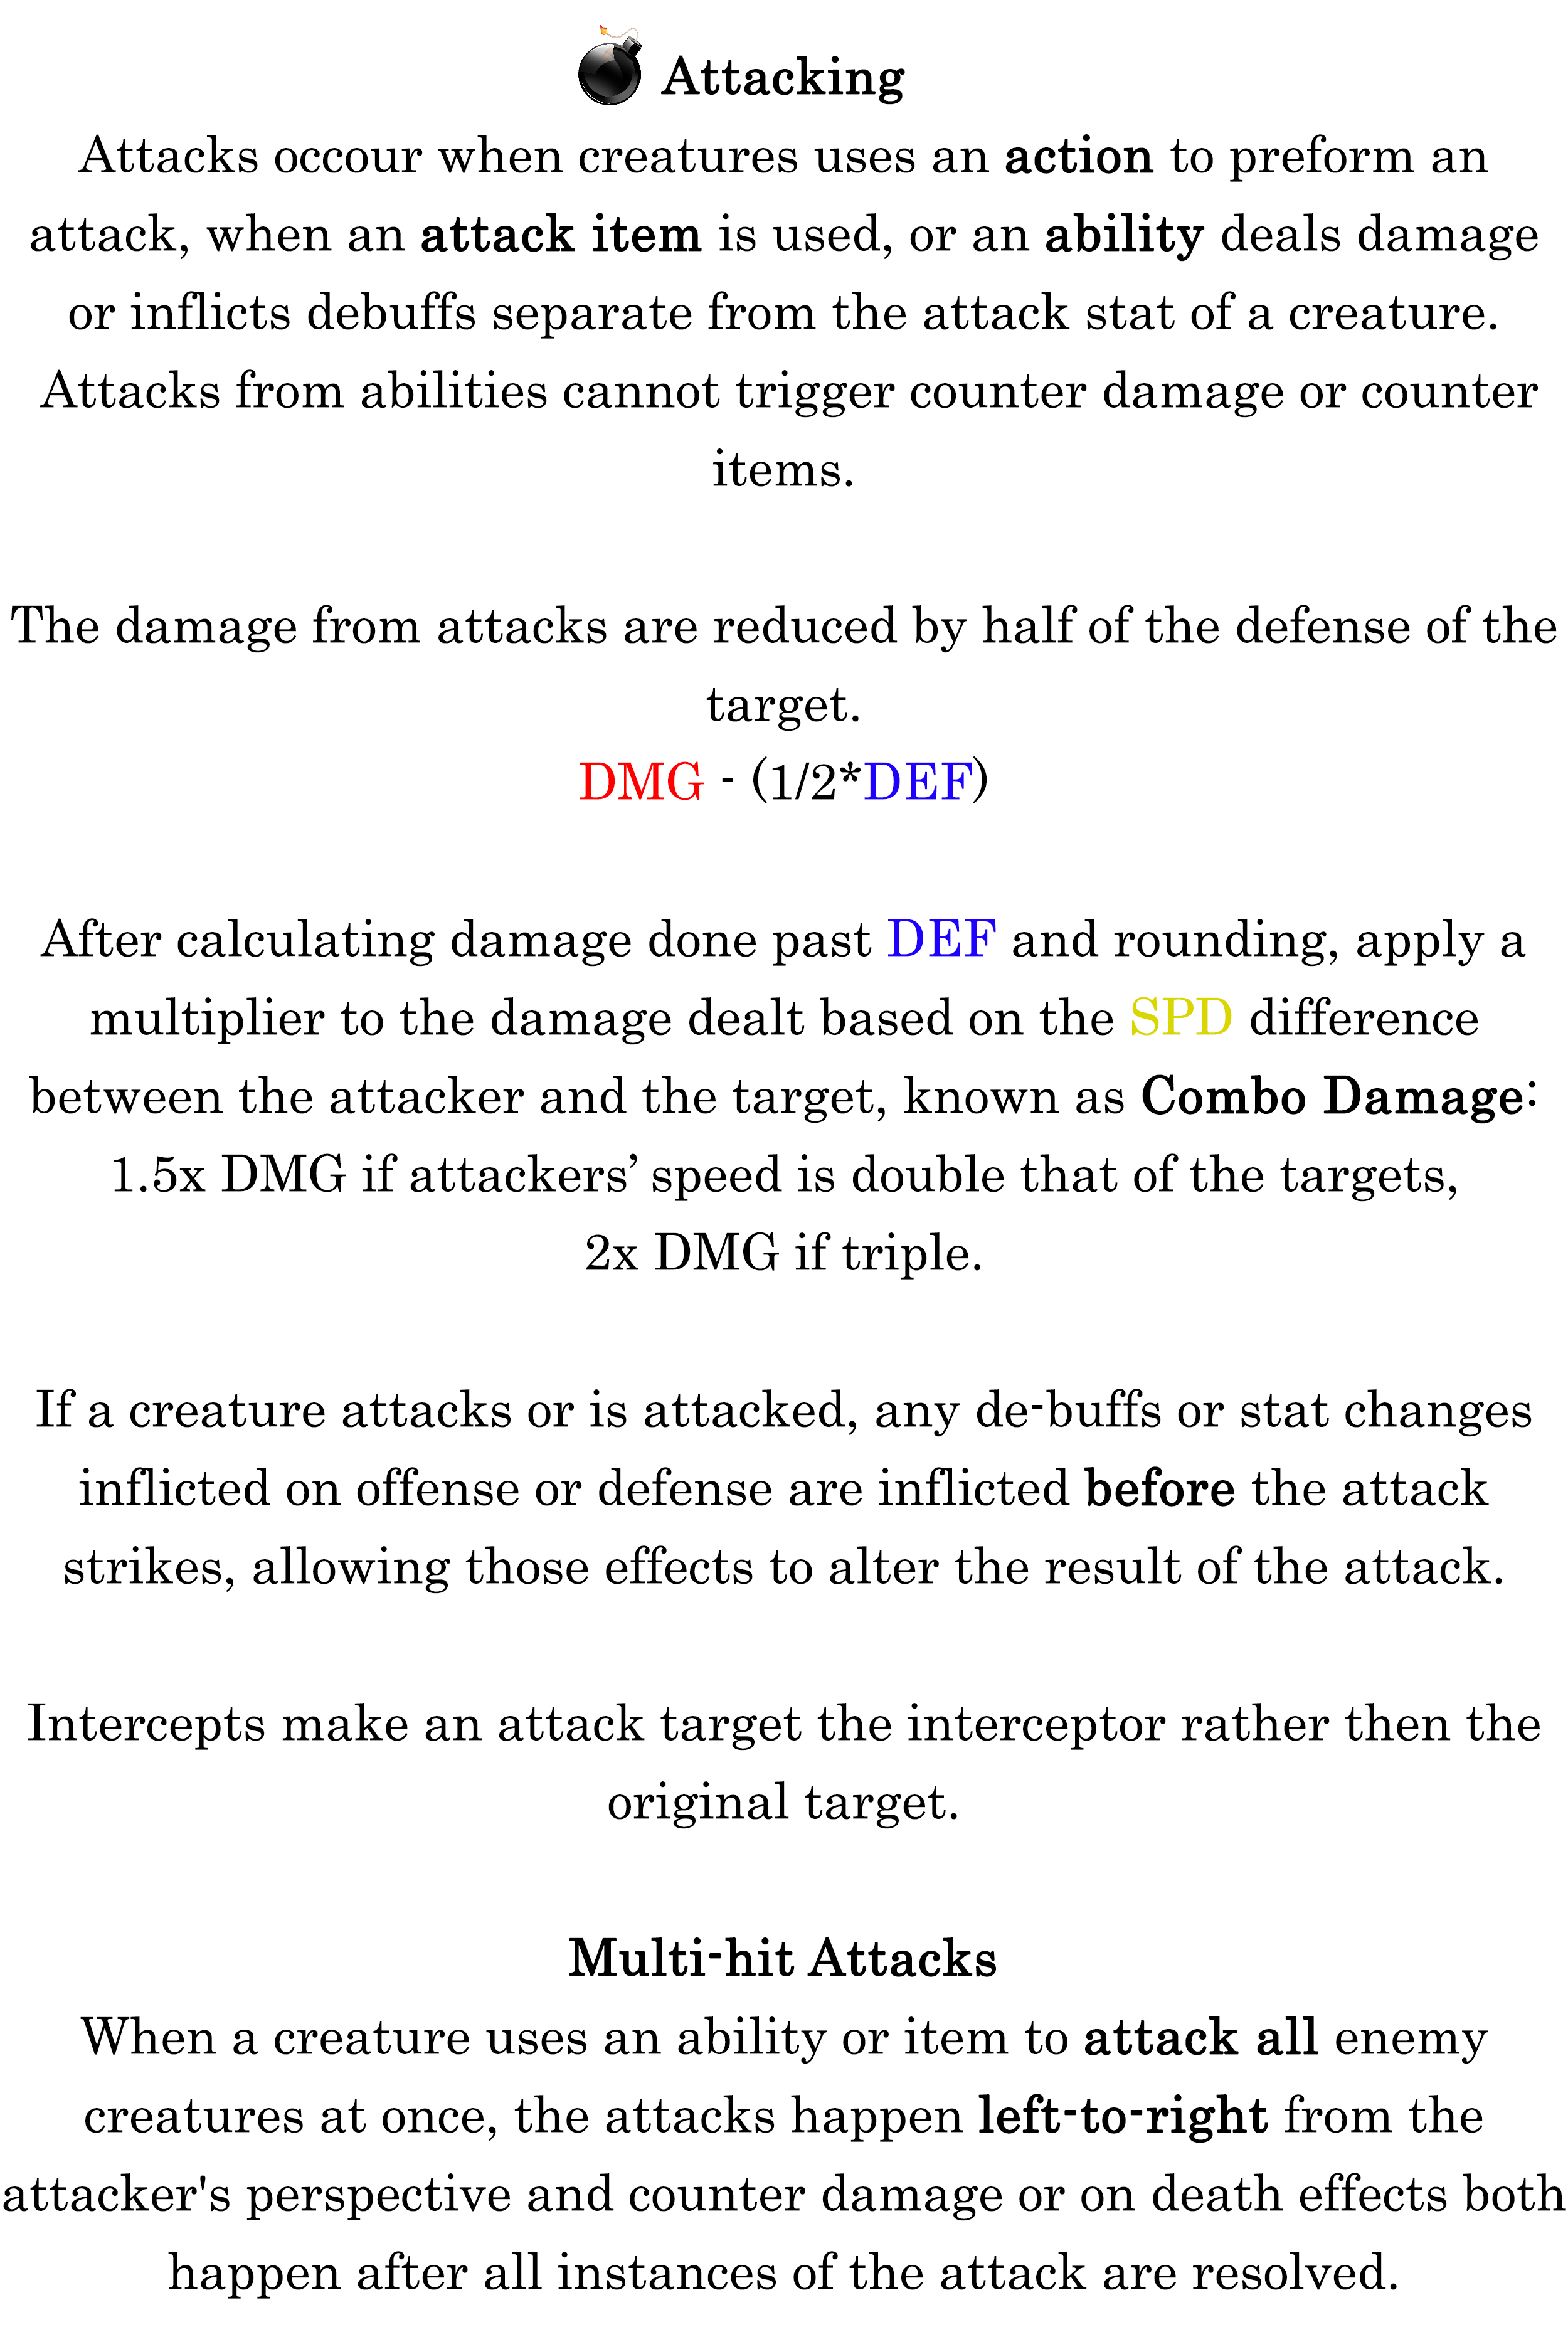 Attacking
Attacks occour when creatures uses an action to preform an
attack, when an attack item is used, or an ability deals damage
or inflicts debuffs separate from the attack stat of a creature.
Attacks from abilities cannot trigger counter damage or counter
items.
The damage from attacks are reduced by half of the defense of the
target.
DMG - (1/2*DEF)
After calculating damage done past DEF and rounding, apply a
multiplier to the damage dealt based on the SPD difference
between the attacker and the target, known as Combo Damage:
1.5x DMG if attackers’ speed is double that of the targets,
2x DMG if triple.
If a creature attacks or is attacked, any de-buffs or stat changes
inflicted on offense or defense are inflicted before the attack
strikes, allowing those effects to alter the result of the attack.
Intercepts make an attack target the interceptor rather then the
original target.
Multi-hit Attacks
When a creature uses an ability or item to attack all enemy
creatures at once, the attacks happen left-to-right from the
attacker's perspective and counter damage or on death effects both
happen after all instances of the attack are resolved.